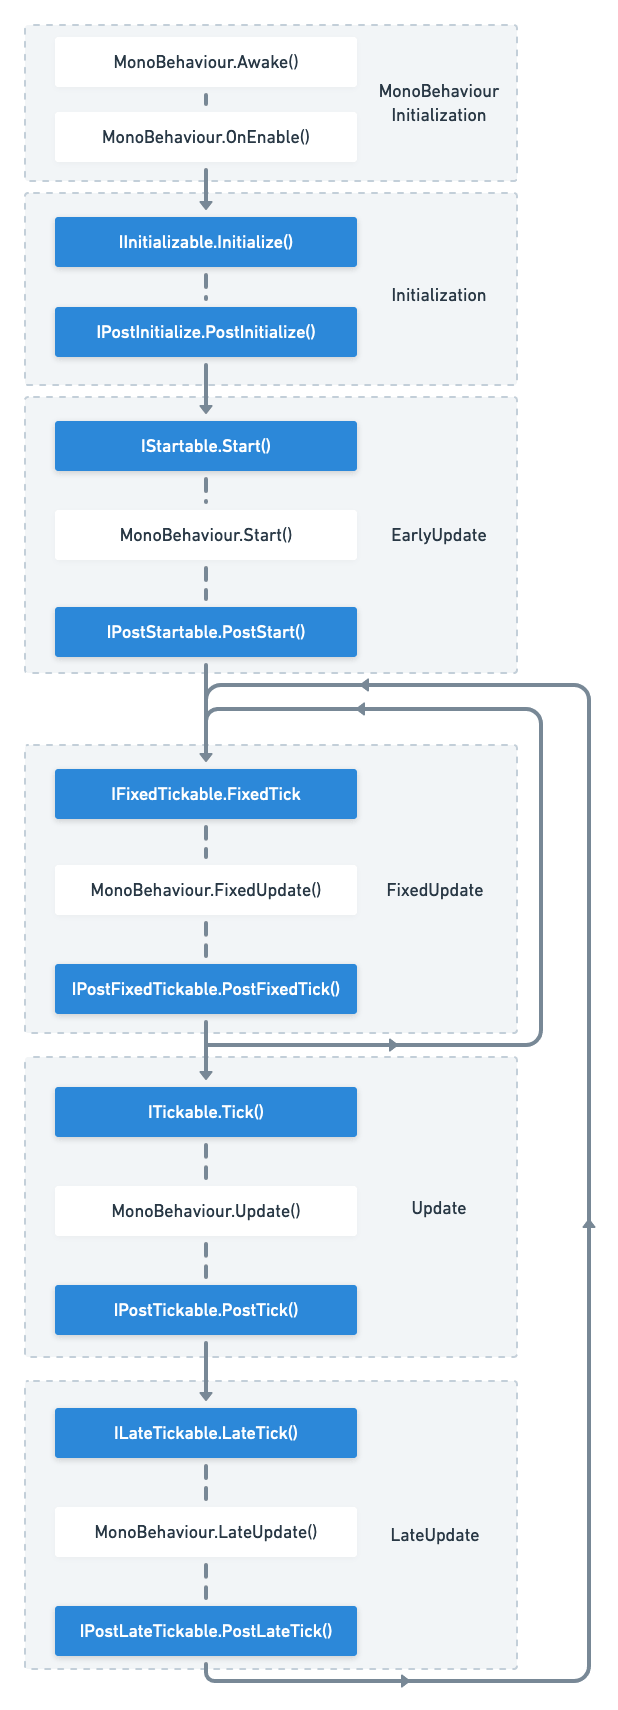 MonoBehaviour.Awake()
MonoBehaviour
Initialization
MonoBehaviour.OnEnable()
IInitializable.Initialize()
Initialization
IPostInitialize.PostInitialize()
IStartable.Start()
MonoBehaviour.Start()
EarlyUpdate
IPostStartable.PostStart()
IFixedTickable.FixedTick
MonoBehaviour.FixedUpdate()
FixedUpdate
IPostFixedTickable.PostFixedTick()
ITickable.Tick()
MonoBehaviour.Update()
Update
IPostTickable.PostTick()
ILateTickable.LateTick()
MonoBehaviour.LateUpdate()
LateUpdate
IPostLateTickable.PostLateTick()